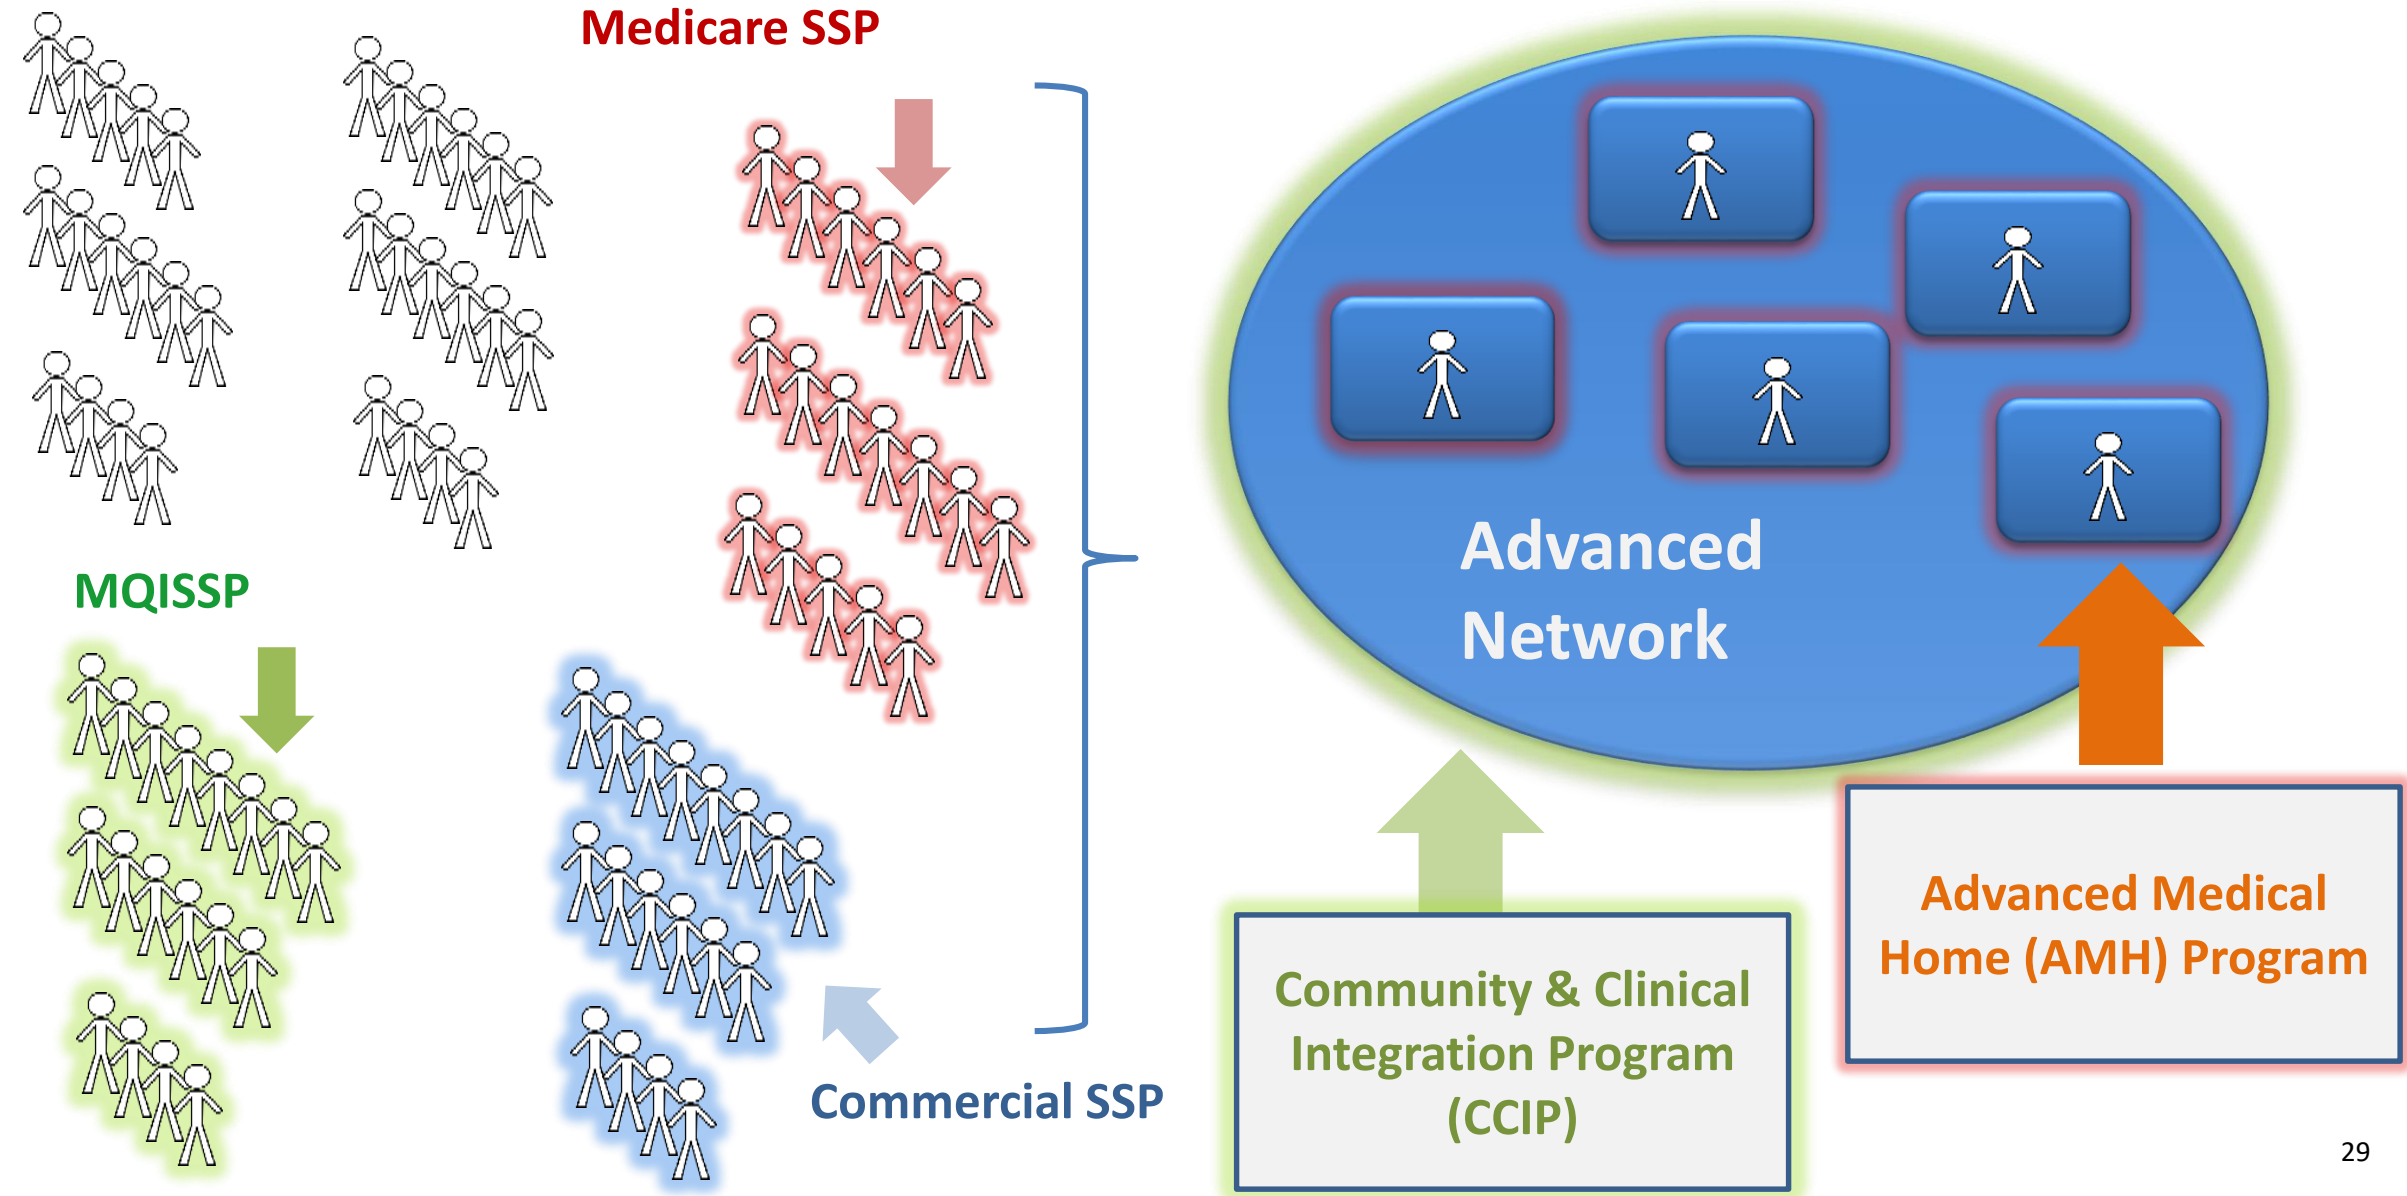 Medicare SSP
MQISSP
Commercial SSP
Advanced
Network
Community & Clinical
Integration Program
(CCIP)
Advanced Medical
Home (AMH) Program
29